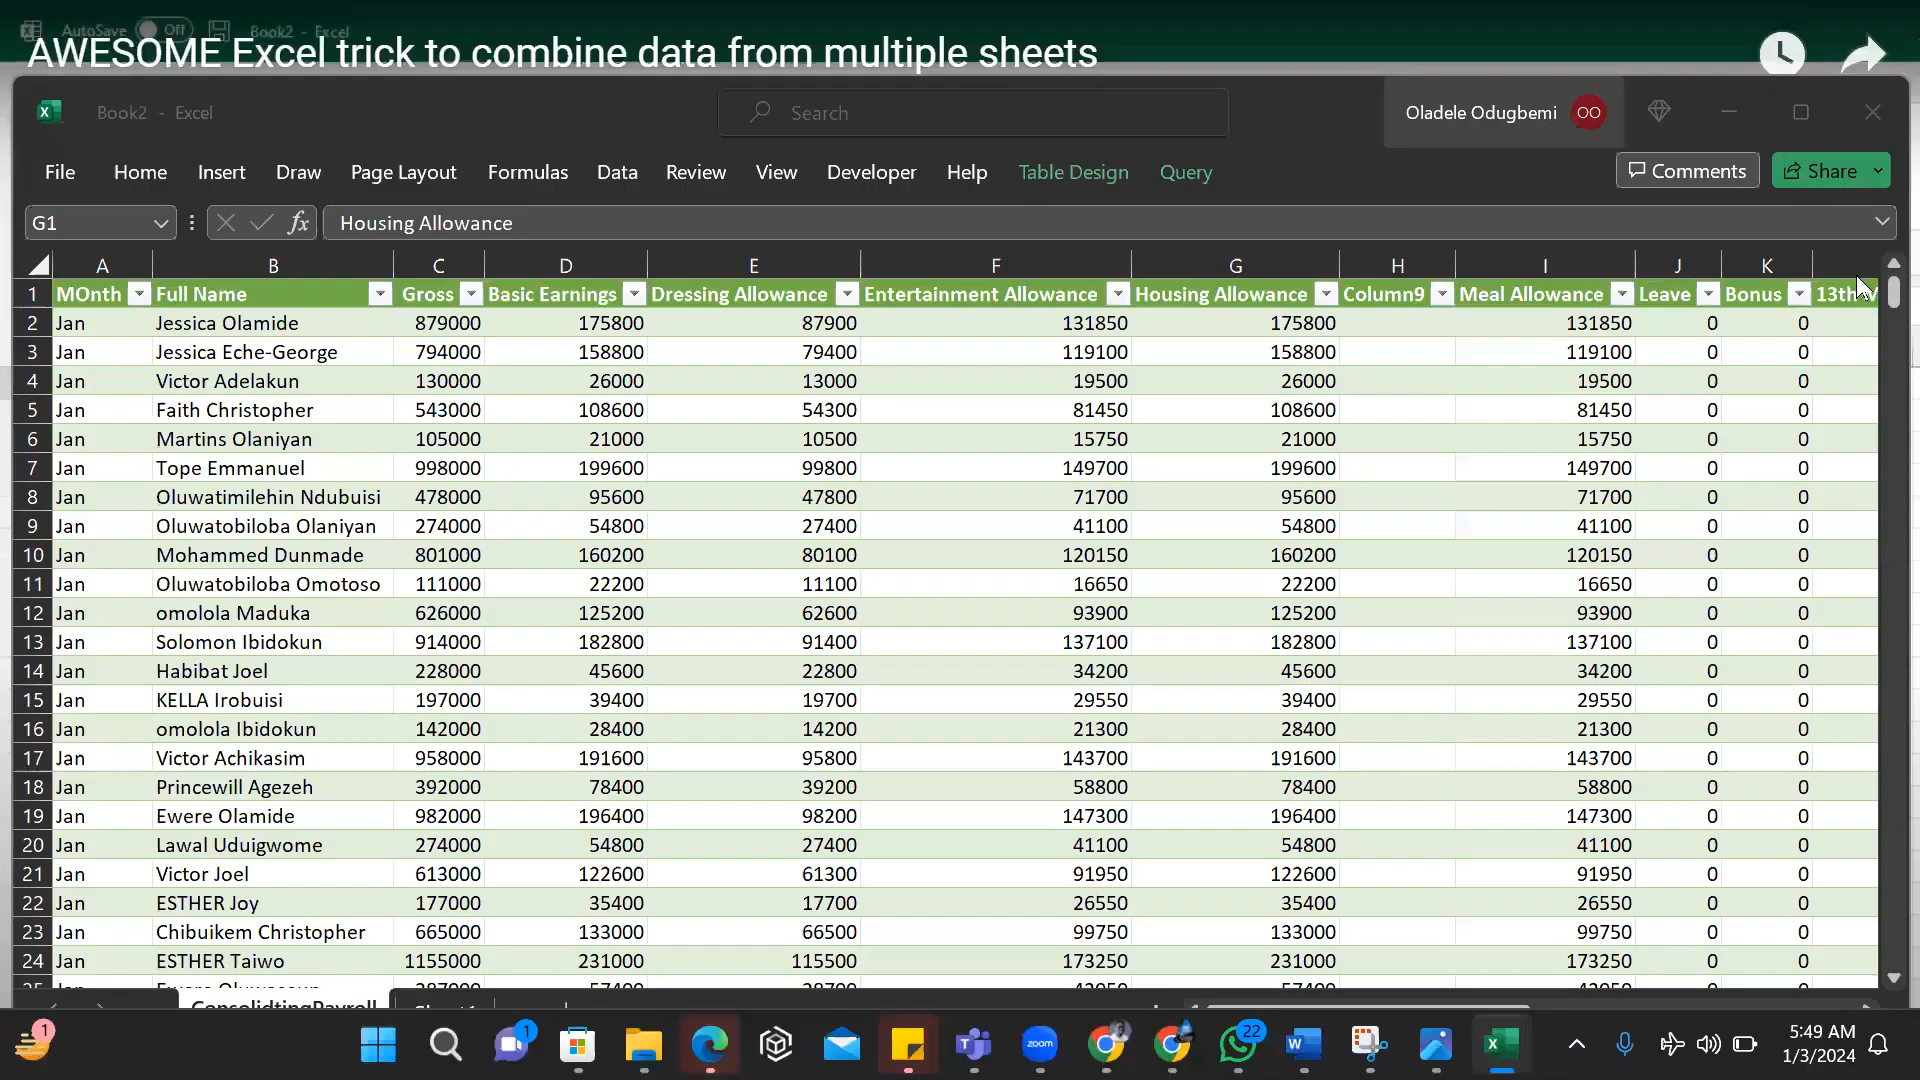 AutoSave Off Book2 - Excel
AWESOME Excel trick to combine data from multiple sheets
Book2 - Excel Search Oladele Odugbemi OO
File Home Insert Draw Page Layout Formulas Data Review View Developer Help Table Design Query Comments Share
G1 fx Housing Allowance
A B C D E F G H I J K
1 MOnth Full Name Gross Basic Earnings Dressing Allowance Entertainment Allowance Housing Allowance Column9 Meal Allowance Leave Bonus 13th
2 Jan Jessica Olamide 879000 175800 87900 131850 175800 131850 0 0
3 Jan Jessica Eche-George 794000 158800 79400 119100 158800 119100 0 0
4 Jan Victor Adelakun 130000 26000 13000 19500 26000 19500 0 0
5 Jan Faith Christopher 543000 108600 54300 81450 108600 81450 0 0
6 Jan Martins Olaniyan 105000 21000 10500 15750 21000 15750 0 0
7 Jan Tope Emmanuel 998000 199600 99800 149700 199600 149700 0 0
8 Jan Oluwatimilehin Ndubuisi 478000 95600 47800 71700 95600 71700 0 0
9 Jan Oluwatobiloba Olaniyan 274000 54800 27400 41100 54800 41100 0 0
10 Jan Mohammed Dunmade 801000 160200 80100 120150 160200 120150 0 0
11 Jan Oluwatobiloba Omotoso 111000 22200 11100 16650 22200 16650 0 0
12 Jan omolola Maduka 626000 125200 62600 93900 125200 93900 0 0
13 Jan Solomon Ibidokun 914000 182800 91400 137100 182800 137100 0 0
14 Jan Habibat Joel 228000 45600 22800 34200 45600 34200 0 0
15 Jan KELLA Irobuisi 197000 39400 19700 29550 39400 29550 0 0
16 Jan omolola Ibidokun 142000 28400 14200 21300 28400 21300 0 0
17 Jan Victor Achikasim 958000 191600 95800 143700 191600 143700 0 0
18 Jan Princewill Agezeh 392000 78400 39200 58800 78400 58800 0 0
19 Jan Ewere Olamide 982000 196400 98200 147300 196400 147300 0 0
20 Jan Lawal Uduigwome 274000 54800 27400 41100 54800 41100 0 0
21 Jan Victor Joel 613000 122600 61300 91950 122600 91950 0 0
22 Jan ESTHER Joy 177000 35400 17700 26550 35400 26550 0 0
23 Jan Chibuikem Christopher 665000 133000 66500 99750 133000 99750 0 0
24 Jan ESTHER Taiwo 1155000 231000 115500 173250 231000 173250 0 0
ConsolidtingPayroll
1 1 zoom 22 5:49 AM
1/3/2024